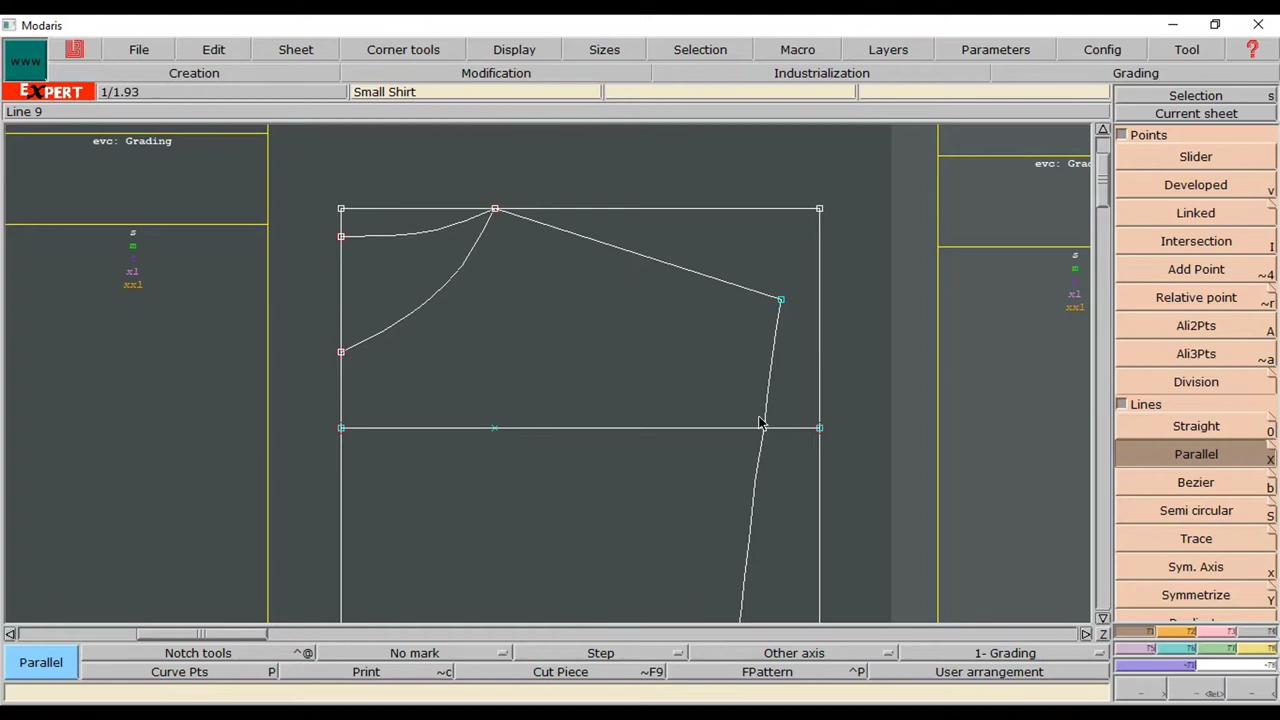 Modaris
www
File Edit Sheet Corner tools Display Sizes Selection Macro Layers Parameters Config Tool ?
Creation Modification Industrialization Grading
EXPERT 1/1.93 Small Shirt
Line 9
Selection s
Current sheet
Points
Slider
Developed v
Linked
Intersection I
Add Point ~4
Relative point ~r
Ali2Pts A
Ali3Pts ~a
Division
Lines
Straight 0
Parallel X
Bezier b
Semi circular S
Trace
Sym. Axis x
Symmetrize Y
evc: Grading
s
m
xl
xxl
evc: Grad
s
m
xl
xxl
Z
Parallel
Notch tools ^@ No mark Step Other axis 1- Grading
Curve Pts P Print ~c Cut Piece ~F9 FPattern ^P User arrangement